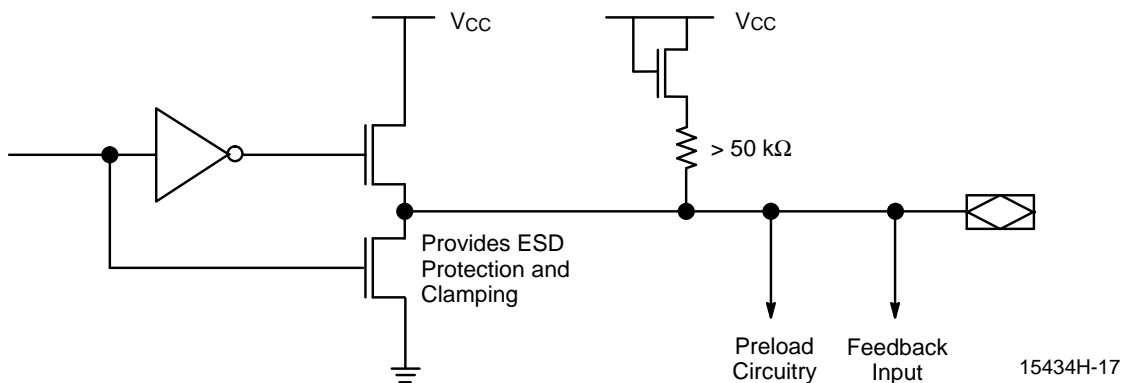 VCC
VCC
> 50 kΩ
Provides ESD
Protection and
Clamping
Preload
Circuitry
Feedback
Input
15434H-17